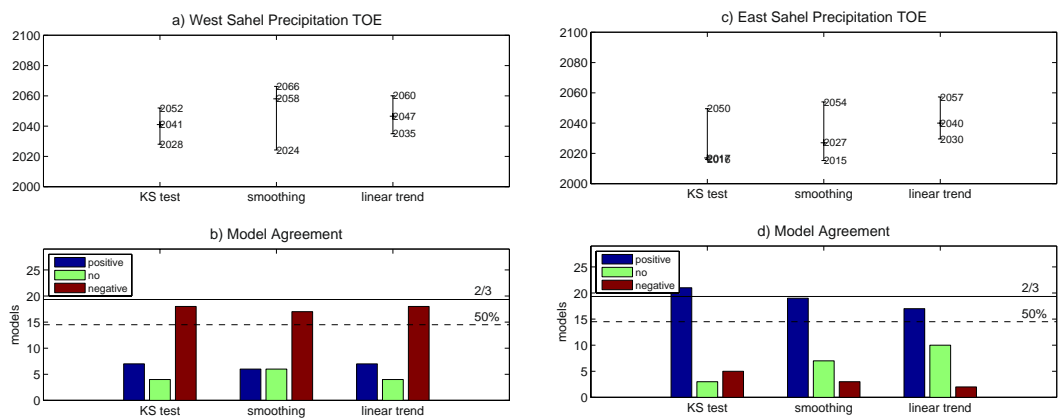 a) West Sahel Precipitation TOE
2100
2080
2060
2040
2020
2000
2052
2041
2028
2066
2058
2024
2060
2047
2035
KS test
smoothing
linear trend
b) Model Agreement
models
25
20
15
10
5
0
positive
no
negative
2/3
50%
KS test
smoothing
linear trend
c) East Sahel Precipitation TOE
2100
2080
2060
2040
2020
2000
2050
2017
2054
2027
2015
2057
2040
2030
KS test
smoothing
linear trend
d) Model Agreement
models
25
20
15
10
5
0
positive
no
negative
2/3
50%
KS test
smoothing
linear trend